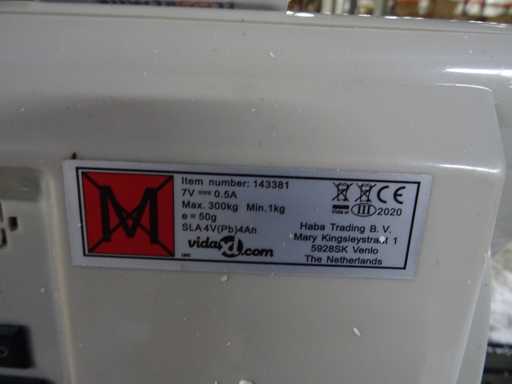 M
Item number: 143381
7V 0.5A
Max. 300kg Min.1kg
e = 50g
SLA 4V(Pb)4Ah
vidaXL.com
CE
III 2020
Haba Trading B.V.
Mary Kingsleystraat 1
5928SK Venlo
The Netherlands